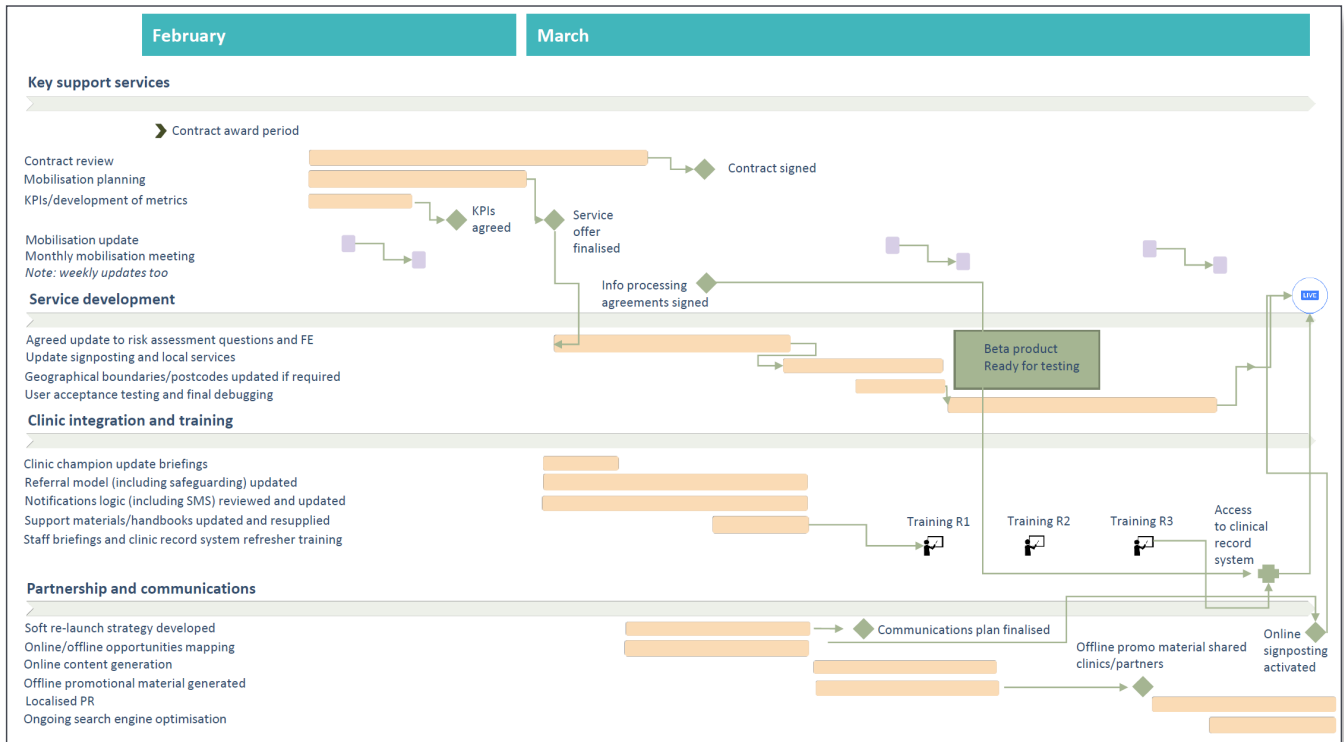 February
March
Key support services
Contract award period
Contract review
Mobilisation planning
KPIs/development of metrics
Contract signed
KPIs
agreed
Service
offer
finalised
Mobilisation update
Monthly mobilisation meeting
Note: weekly updates too
Info processing
agreements signed
Service development
LIVE
Agreed update to risk assessment questions and FE
Update signposting and local services
Geographical boundaries/postcodes updated if required
User acceptance testing and final debugging
Beta product
Ready for testing
Clinic integration and training
Clinic champion update briefings
Referral model (including safeguarding) updated
Notifications logic (including SMS) reviewed and updated
Support materials/handbooks updated and resupplied
Staff briefings and clinic record system refresher training
Training R1
Training R2
Training R3
Access
to clinical
record
system
Partnership and communications
Soft re-launch strategy developed
Online/offline opportunities mapping
Online content generation
Offline promotional material generated
Localised PR
Ongoing search engine optimisation
Communications plan finalised
Offline promo material shared
clinics/partners
Online
signposting
activated